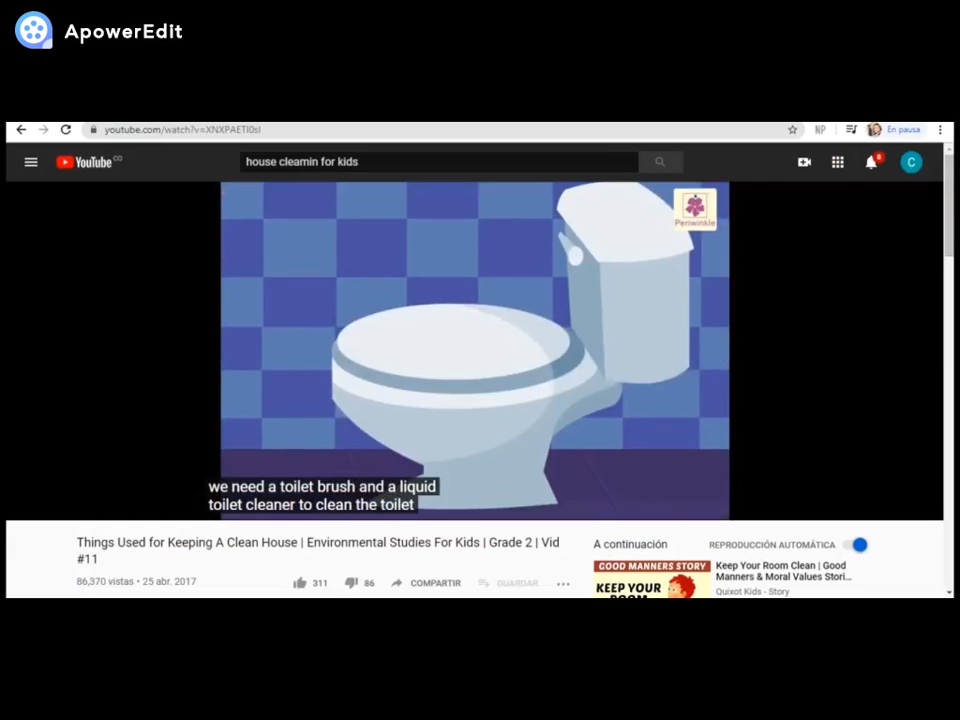 ApowerEdit
youtube.com/watch?v=XNXPAETI0sI
NP
En pausa
YouTube CO
house cleamin for kids
8
C
Periwinkle
we need a toilet brush and a liquid
toilet cleaner to clean the toilet
Things Used for Keeping A Clean House | Environmental Studies For Kids | Grade 2 | Vid
#11
86,370 vistas • 25 abr. 2017
311
86
COMPARTIR
GUARDAR
A continuación
REPRODUCCIÓN AUTOMÁTICA
GOOD MANNERS STORY
KEEP YOUR
ROOM
Keep Your Room Clean | Good
Manners & Moral Values Stori...
Quixot Kids - Story